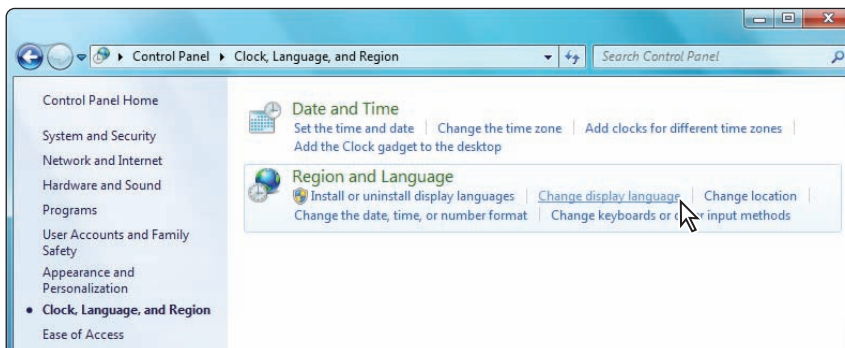 Control Panel Clock, Language, and Region Search Control Panel
Control Panel Home
System and Security
Network and Internet
Hardware and Sound
Programs
User Accounts and Family
Safety
Appearance and
Personalization
Clock, Language, and Region
Ease of Access
Date and Time
Set the time and date Change the time zone Add clocks for different time zones
Add the Clock gadget to the desktop
Region and Language
Install or uninstall display languages Change display language Change location
Change the date, time, or number format Change keyboards or input methods